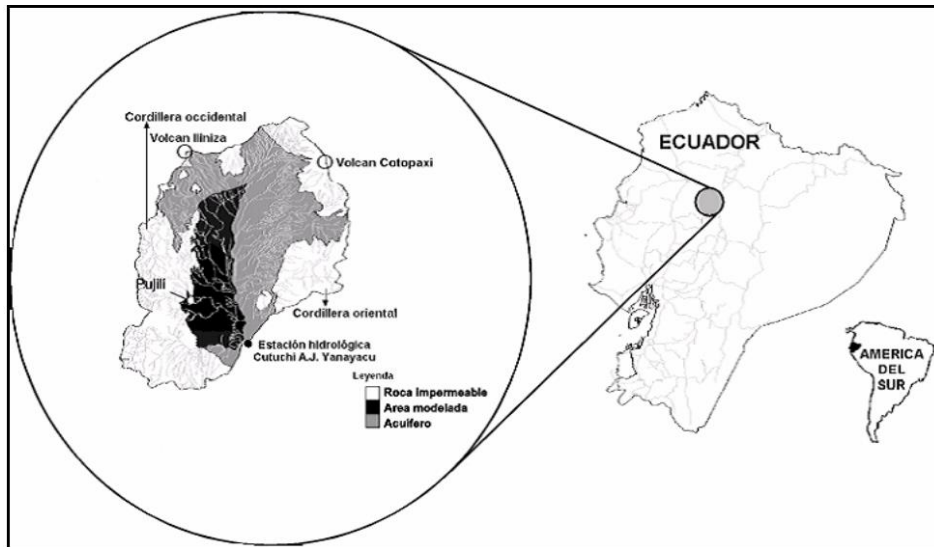 Cordillera occidental
Volcan Iliniza
Volcan Cotopaxi
Pujili
Cordillera oriental
Estación hidrológica
Cutuchi A.J. Yanayacu
Leyenda
Roca impermeable
Area modelada
Acuífero
ECUADOR
AMERICA
DEL
SUR